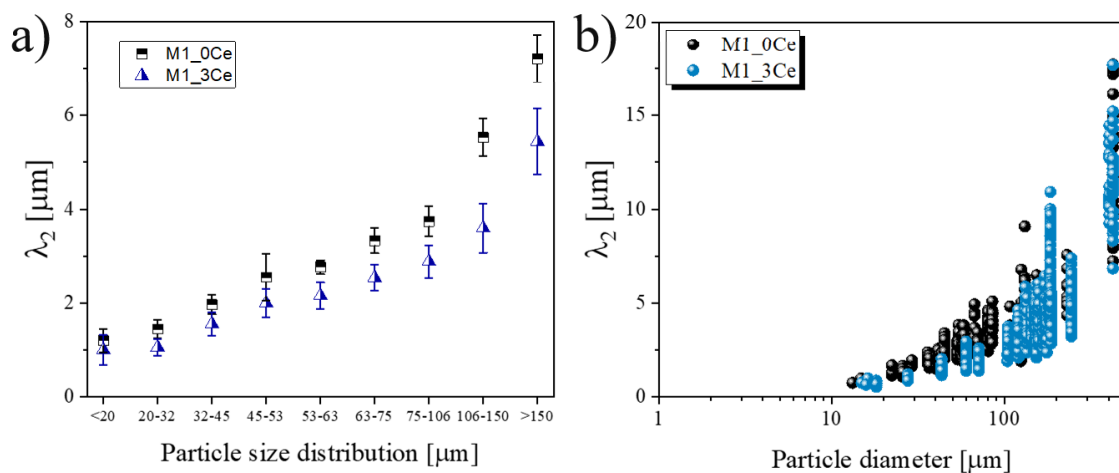 a)
M1_0Ce
M1_3Ce
λ2 [μm]
8
6
4
2
0
<20 20-32 32-45 45-53 53-63 63-75 75-106 106-150 >150
Particle size distribution [μm]
b)
M1_0Ce
M1_3Ce
λ2 [μm]
20
15
10
5
0
1 10 100
Particle diameter [μm]